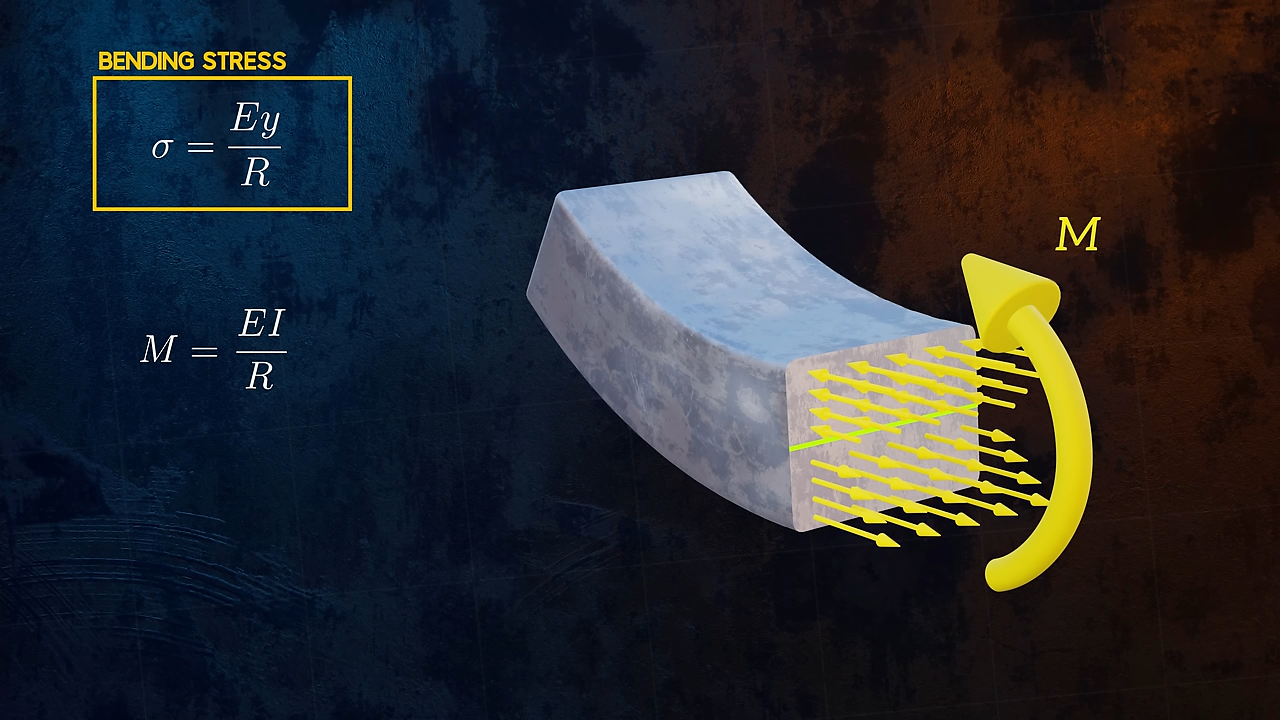 BENDING STRESS
σ = Ey/R
M = EI/R
M